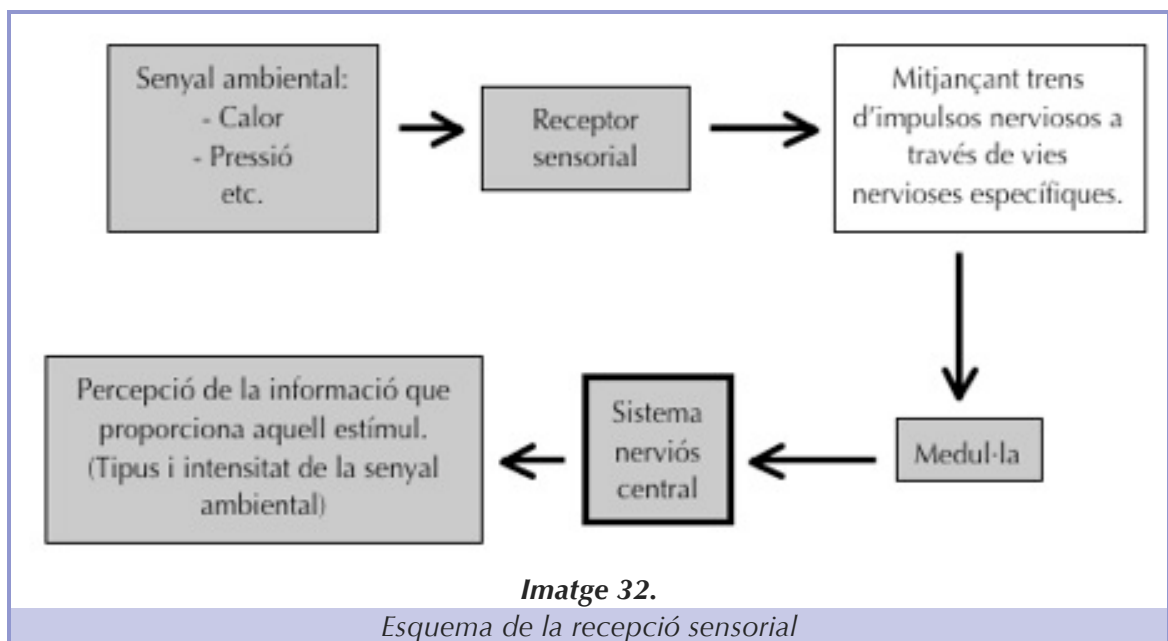 Senyal ambiental:
- Calor
- Pressió
etc.
Receptor
sensorial
Mitjançant trens
d'impulsos nerviosos a
través de vies
nervioses específiques.
Medul·la
Sistema
nerviós
central
Percepció de la informació que
proporciona aquell estímul.
(Tipus i intensitat de la senyal
ambiental)
Imatge 32.
Esquema de la recepció sensorial